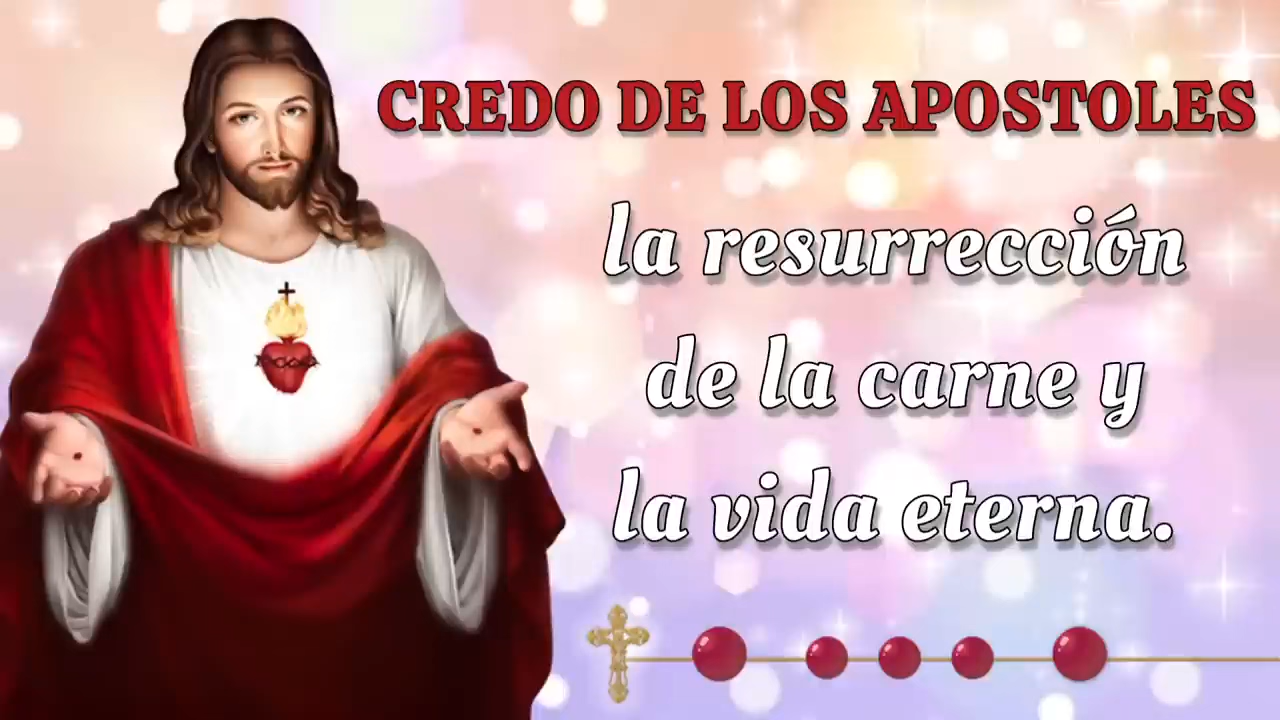 CREDO DE LOS APOSTOLES
la resurrección
de la carne y
la vida eterna.